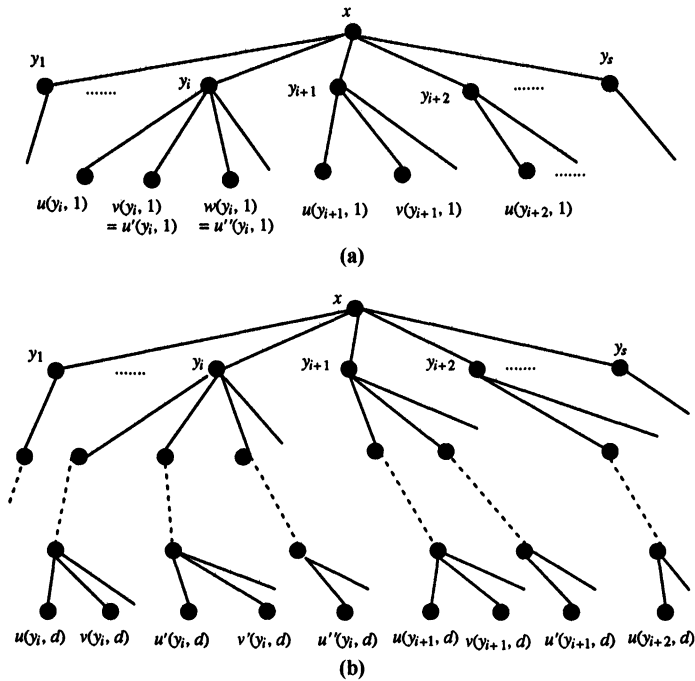 x
y1 ....... yi yi+1 yi+2 ....... ys
.......
u(yi, 1) v(yi, 1) w(yi, 1) u(yi+1, 1) v(yi+1, 1) u(yi+2, 1)
= u'(yi, 1) = u''(yi, 1)
(a)
x
y1 ....... yi yi+1 yi+2 ....... ys
u(yi, d) v(yi, d) u'(yi, d) v'(yi, d) u''(yi, d) u(yi+1, d) v(yi+1, d) u'(yi+1, d) u(yi+2, d)
(b)